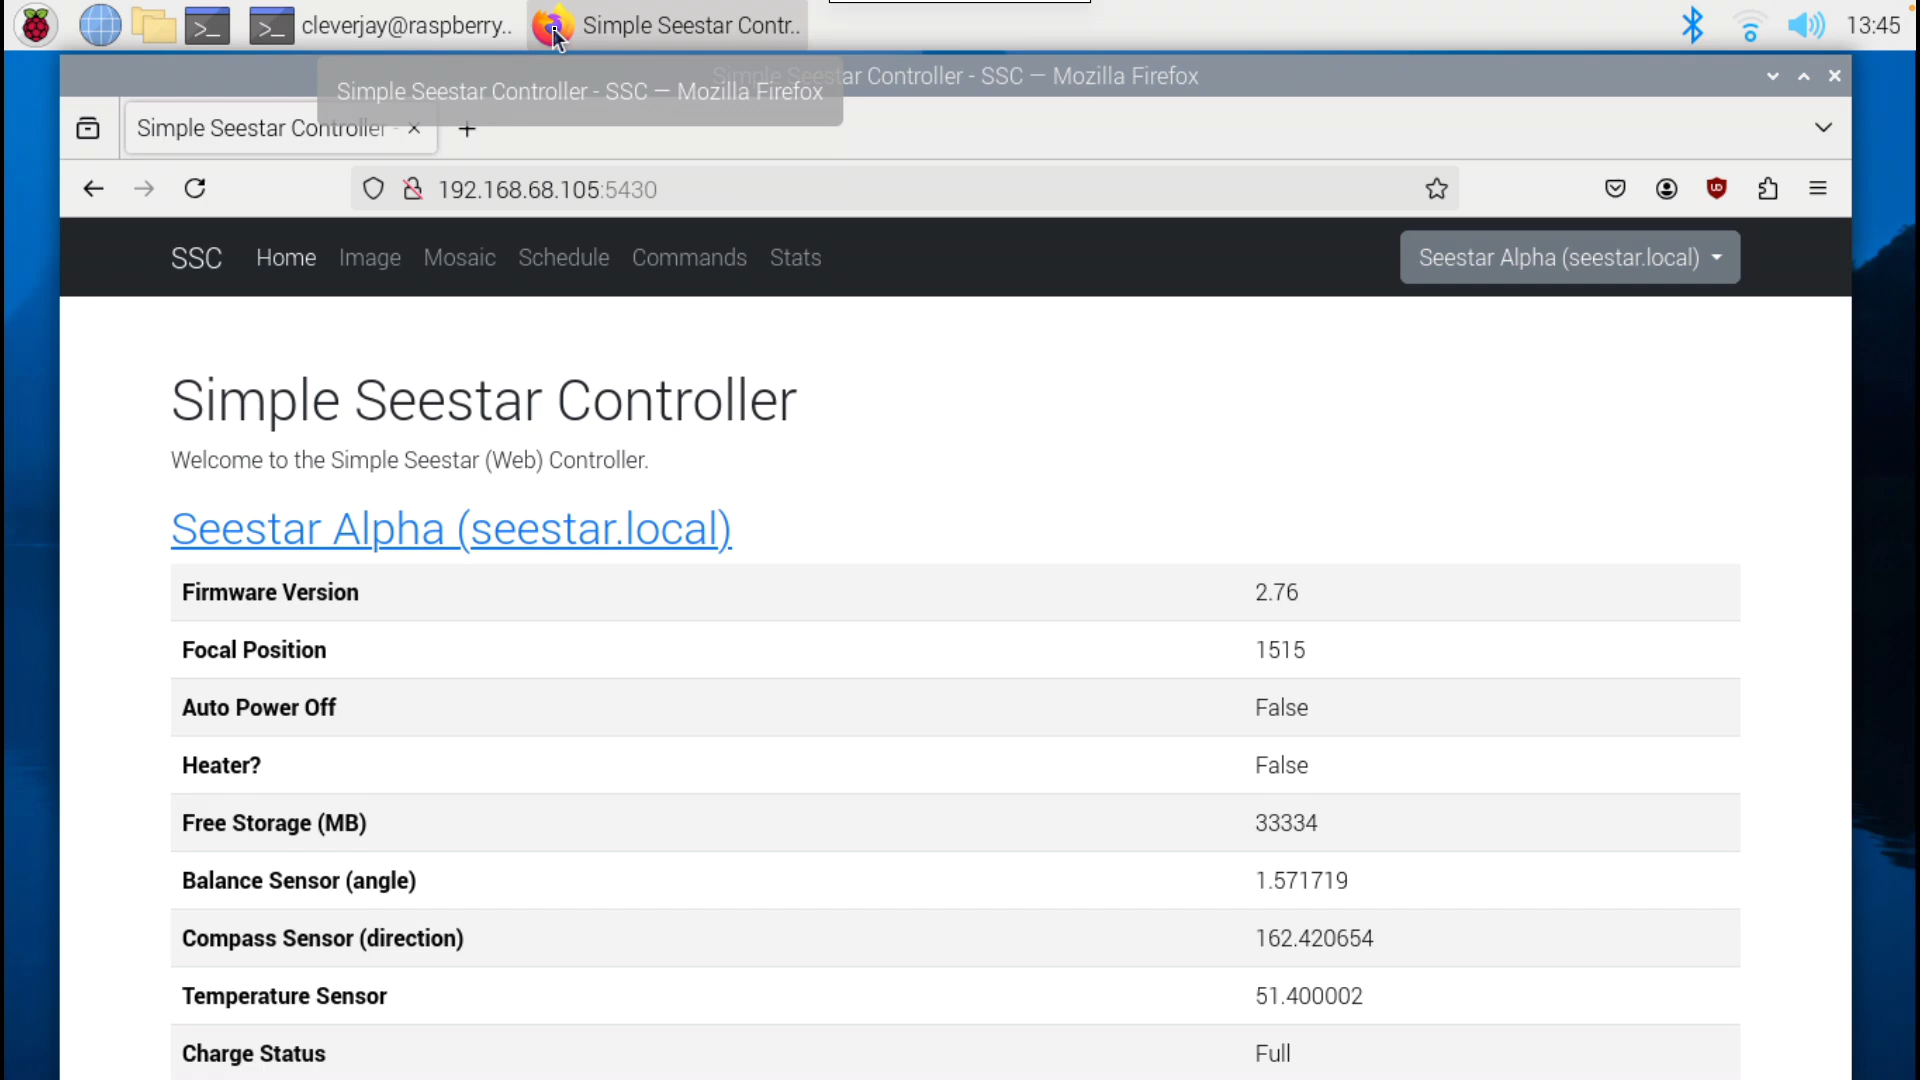 cleverjay@raspberry..
Simple Seestar Contr..
13:45
Simple Seestar Controller - SSC — Mozilla Firefox
Simple Seestar Controller - SSC — Mozilla Firefox
Simple Seestar Controller -
192.168.68.105:5430
SSC Home Image Mosaic Schedule Commands Stats
Seestar Alpha (seestar.local)
Simple Seestar Controller
Welcome to the Simple Seestar (Web) Controller.
Seestar Alpha (seestar.local)
Firmware Version 2.76
Focal Position 1515
Auto Power Off False
Heater? False
Free Storage (MB) 33334
Balance Sensor (angle) 1.571719
Compass Sensor (direction) 162.420654
Temperature Sensor 51.400002
Charge Status Full